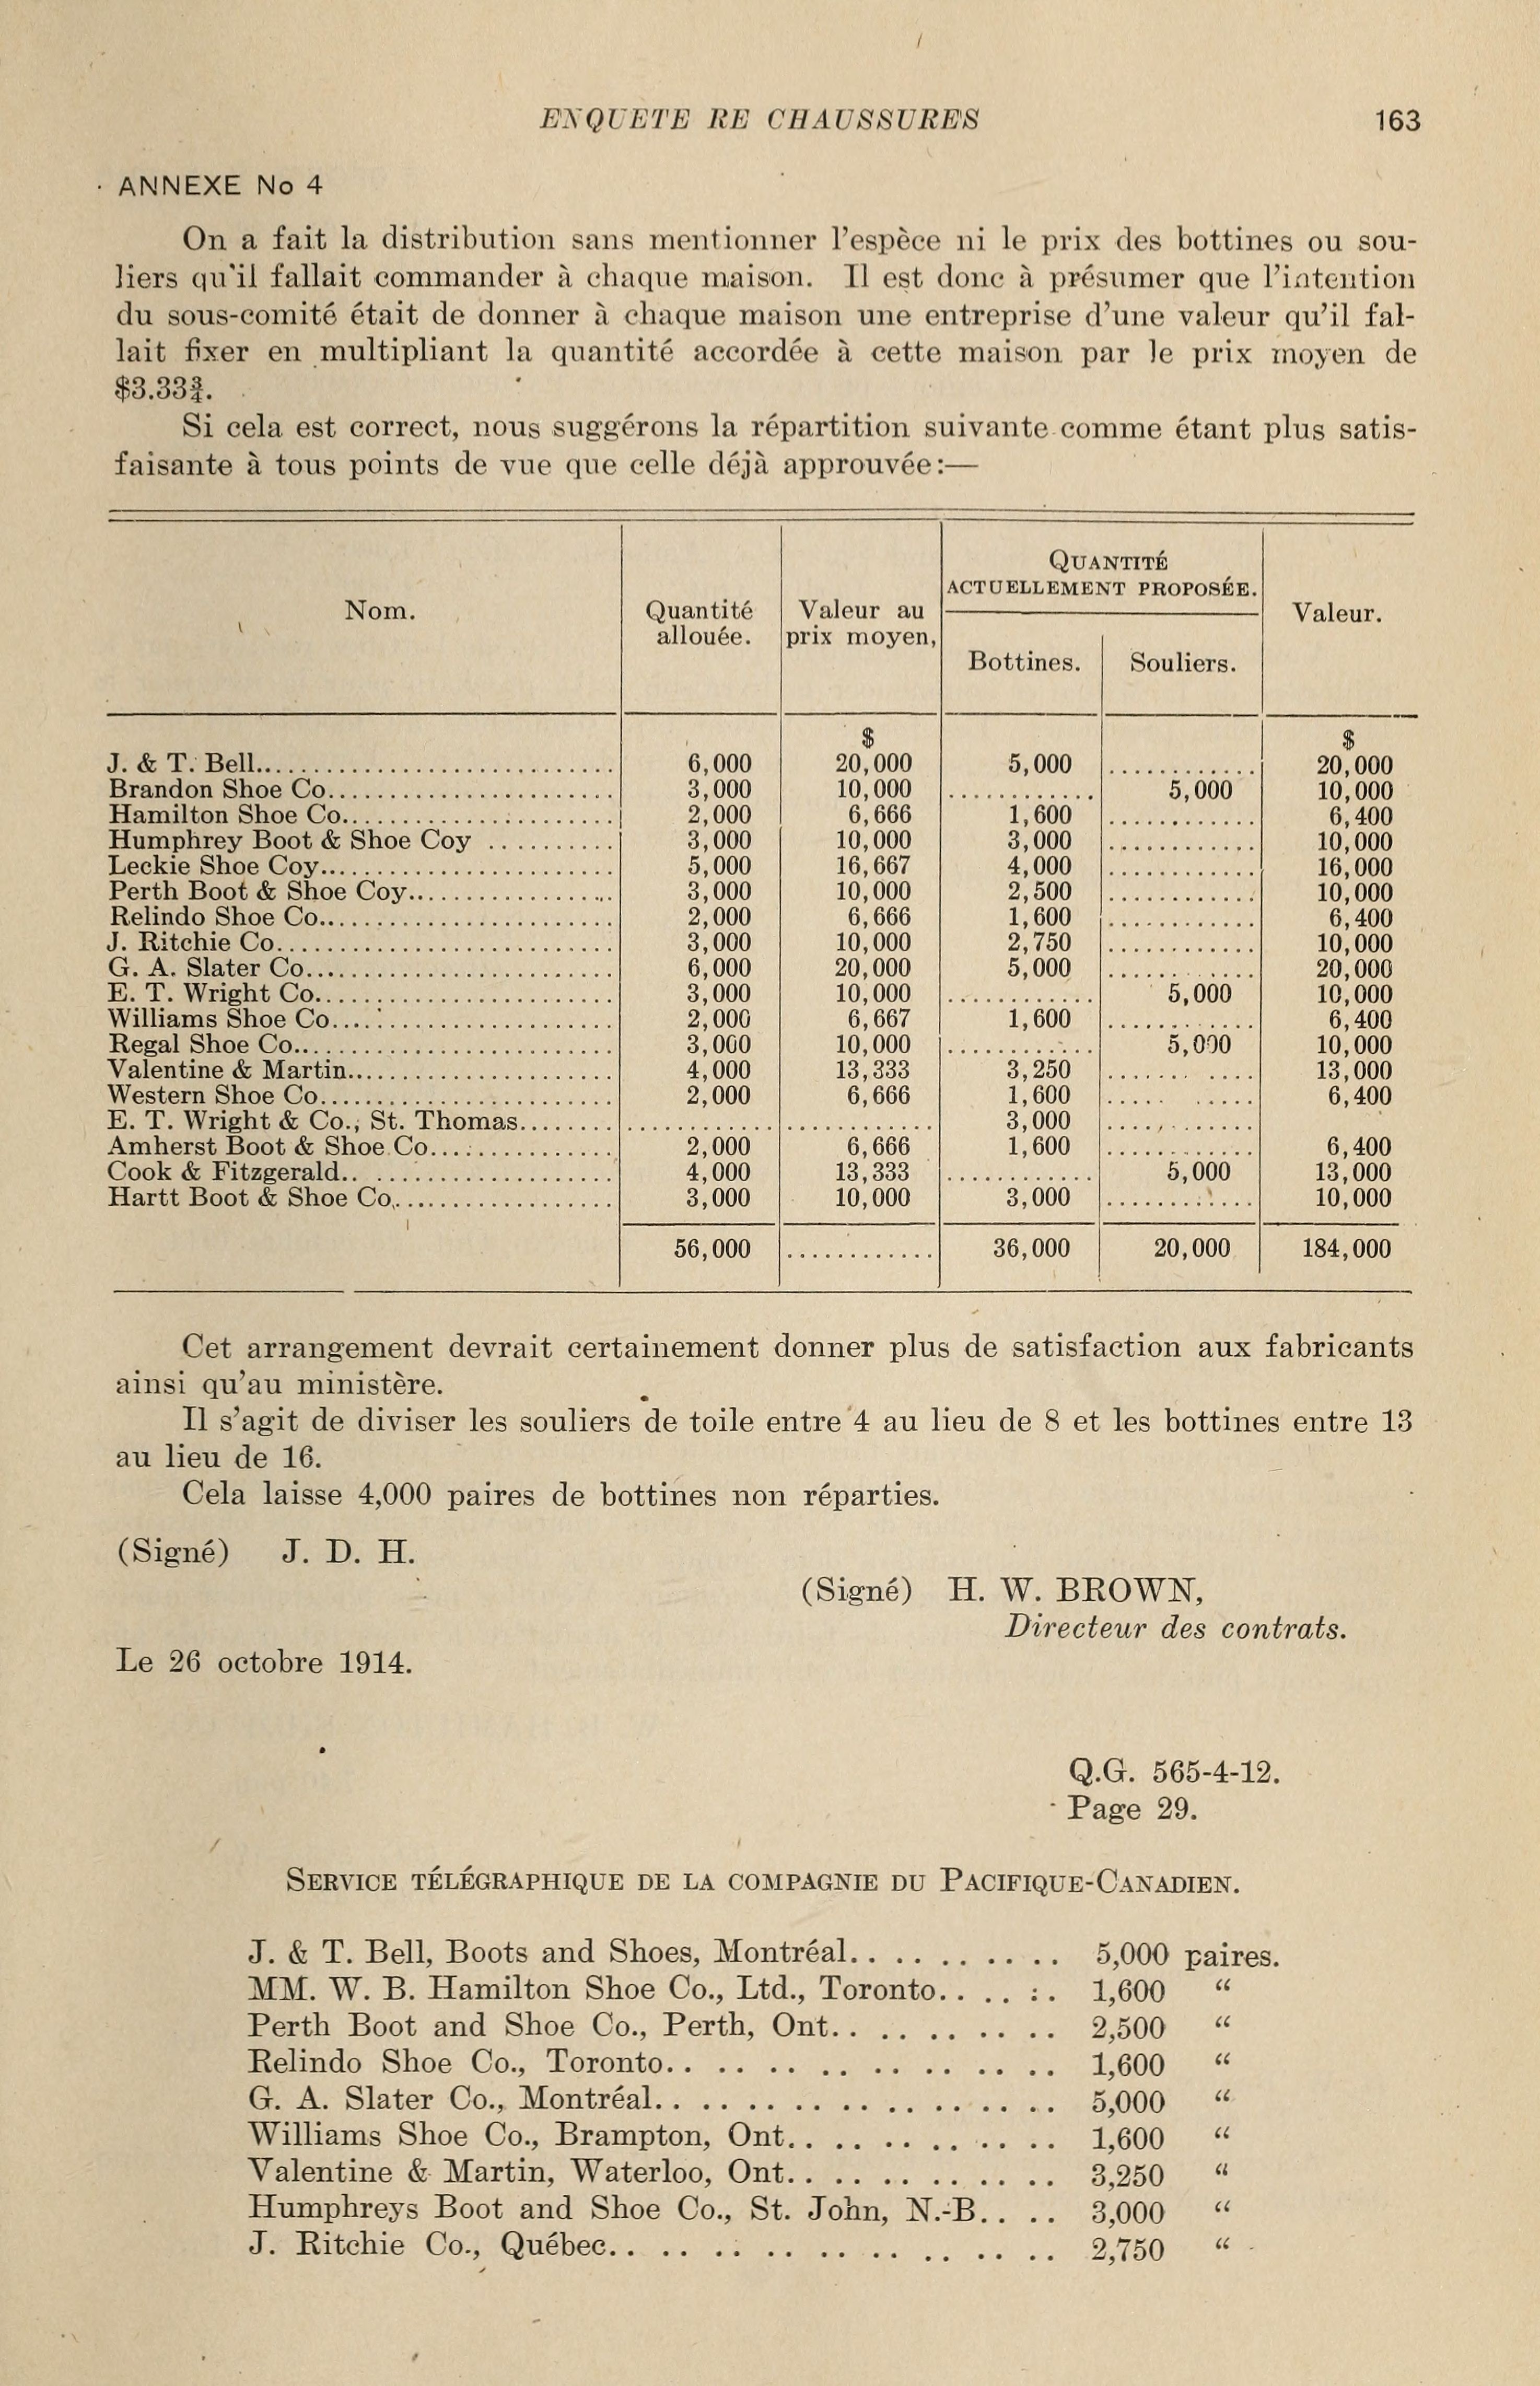 ENQUETE RE CHAUSSURES 163
ANNEXE No 4
On a fait la distribution sans mentionner l'espèce ni le prix des bottines ou sou-
liers qu'il fallait commander à chaque maison. Il est donc à présumer que l'intention
du sous-comité était de donner à chaque maison une entreprise d'une valeur qu'il fal-
lait fixer en multipliant la quantité accordée à cette maison par le prix moyen de
$3.33¾.
Si cela est correct, nous suggérons la répartition suivante comme étant plus satis-
faisante à tous points de vue que celle déjà approuvée:—
Nom. Quantité allouée. Valeur au prix moyen, QUANTITÉ ACTUELLEMENT PROPOSÉE. Valeur.
Bottines. Souliers.
$ $
J. & T. Bell 6,000 20,000 5,000 ............ 20,000
Brandon Shoe Co 3,000 10,000 ............ 5,000 10,000
Hamilton Shoe Co 2,000 6,666 1,600 ............ 6,400
Humphrey Boot & Shoe Coy 3,000 10,000 3,000 ............ 10,000
Leckie Shoe Coy 5,000 16,667 4,000 ............ 16,000
Perth Boot & Shoe Coy 3,000 10,000 2,500 ............ 10,000
Relindo Shoe Co 2,000 6,666 1,600 ............ 6,400
J. Ritchie Co 3,000 10,000 2,750 ............ 10,000
G. A. Slater Co 6,000 20,000 5,000 ............ 20,000
E. T. Wright Co 3,000 10,000 ............ 5,000 10,000
Williams Shoe Co 2,000 6,667 1,600 ............ 6,400
Regal Shoe Co 3,000 10,000 ............ 5,000 10,000
Valentine & Martin 4,000 13,333 3,250 ............ 13,000
Western Shoe Co 2,000 6,666 1,600 ............ 6,400
E. T. Wright & Co., St. Thomas ............ ............ 3,000 ............
Amherst Boot & Shoe Co 2,000 6,666 1,600 ............ 6,400
Cook & Fitzgerald 4,000 13,333 ............ 5,000 13,000
Hartt Boot & Shoe Co. 3,000 10,000 3,000 ............ 10,000
56,000 ............ 36,000 20,000 184,000
Cet arrangement devrait certainement donner plus de satisfaction aux fabricants
ainsi qu'au ministère.
Il s'agit de diviser les souliers de toile entre 4 au lieu de 8 et les bottines entre 13
au lieu de 16.
Cela laisse 4,000 paires de bottines non réparties.
(Signé) J. D. H.
(Signé) H. W. BROWN,
Directeur des contrats.
Le 26 octobre 1914.
Q.G. 565-4-12.
Page 29.
SERVICE TÉLÉGRAPHIQUE DE LA COMPAGNIE DU PACIFIQUE-CANADIEN.
J. & T. Bell, Boots and Shoes, Montréal. . . . . . . . . . 5,000 paires.
MM. W. B. Hamilton Shoe Co., Ltd., Toronto. . . . . . 1,600 "
Perth Boot and Shoe Co., Perth, Ont. . . . . . . . . . 2,500 "
Relindo Shoe Co., Toronto. . . . . . . . . . . . . . . 1,600 "
G. A. Slater Co., Montréal. . . . . . . . . . . . . . . 5,000 "
Williams Shoe Co., Brampton, Ont. . . . . . . . . . . 1,600 "
Valentine & Martin, Waterloo, Ont. . . . . . . . . . . 3,250 "
Humphreys Boot and Shoe Co., St. John, N.-B. . . . 3,000 "
J. Ritchie Co., Québec. . . . . . . . . . . . . . . . . 2,750 "